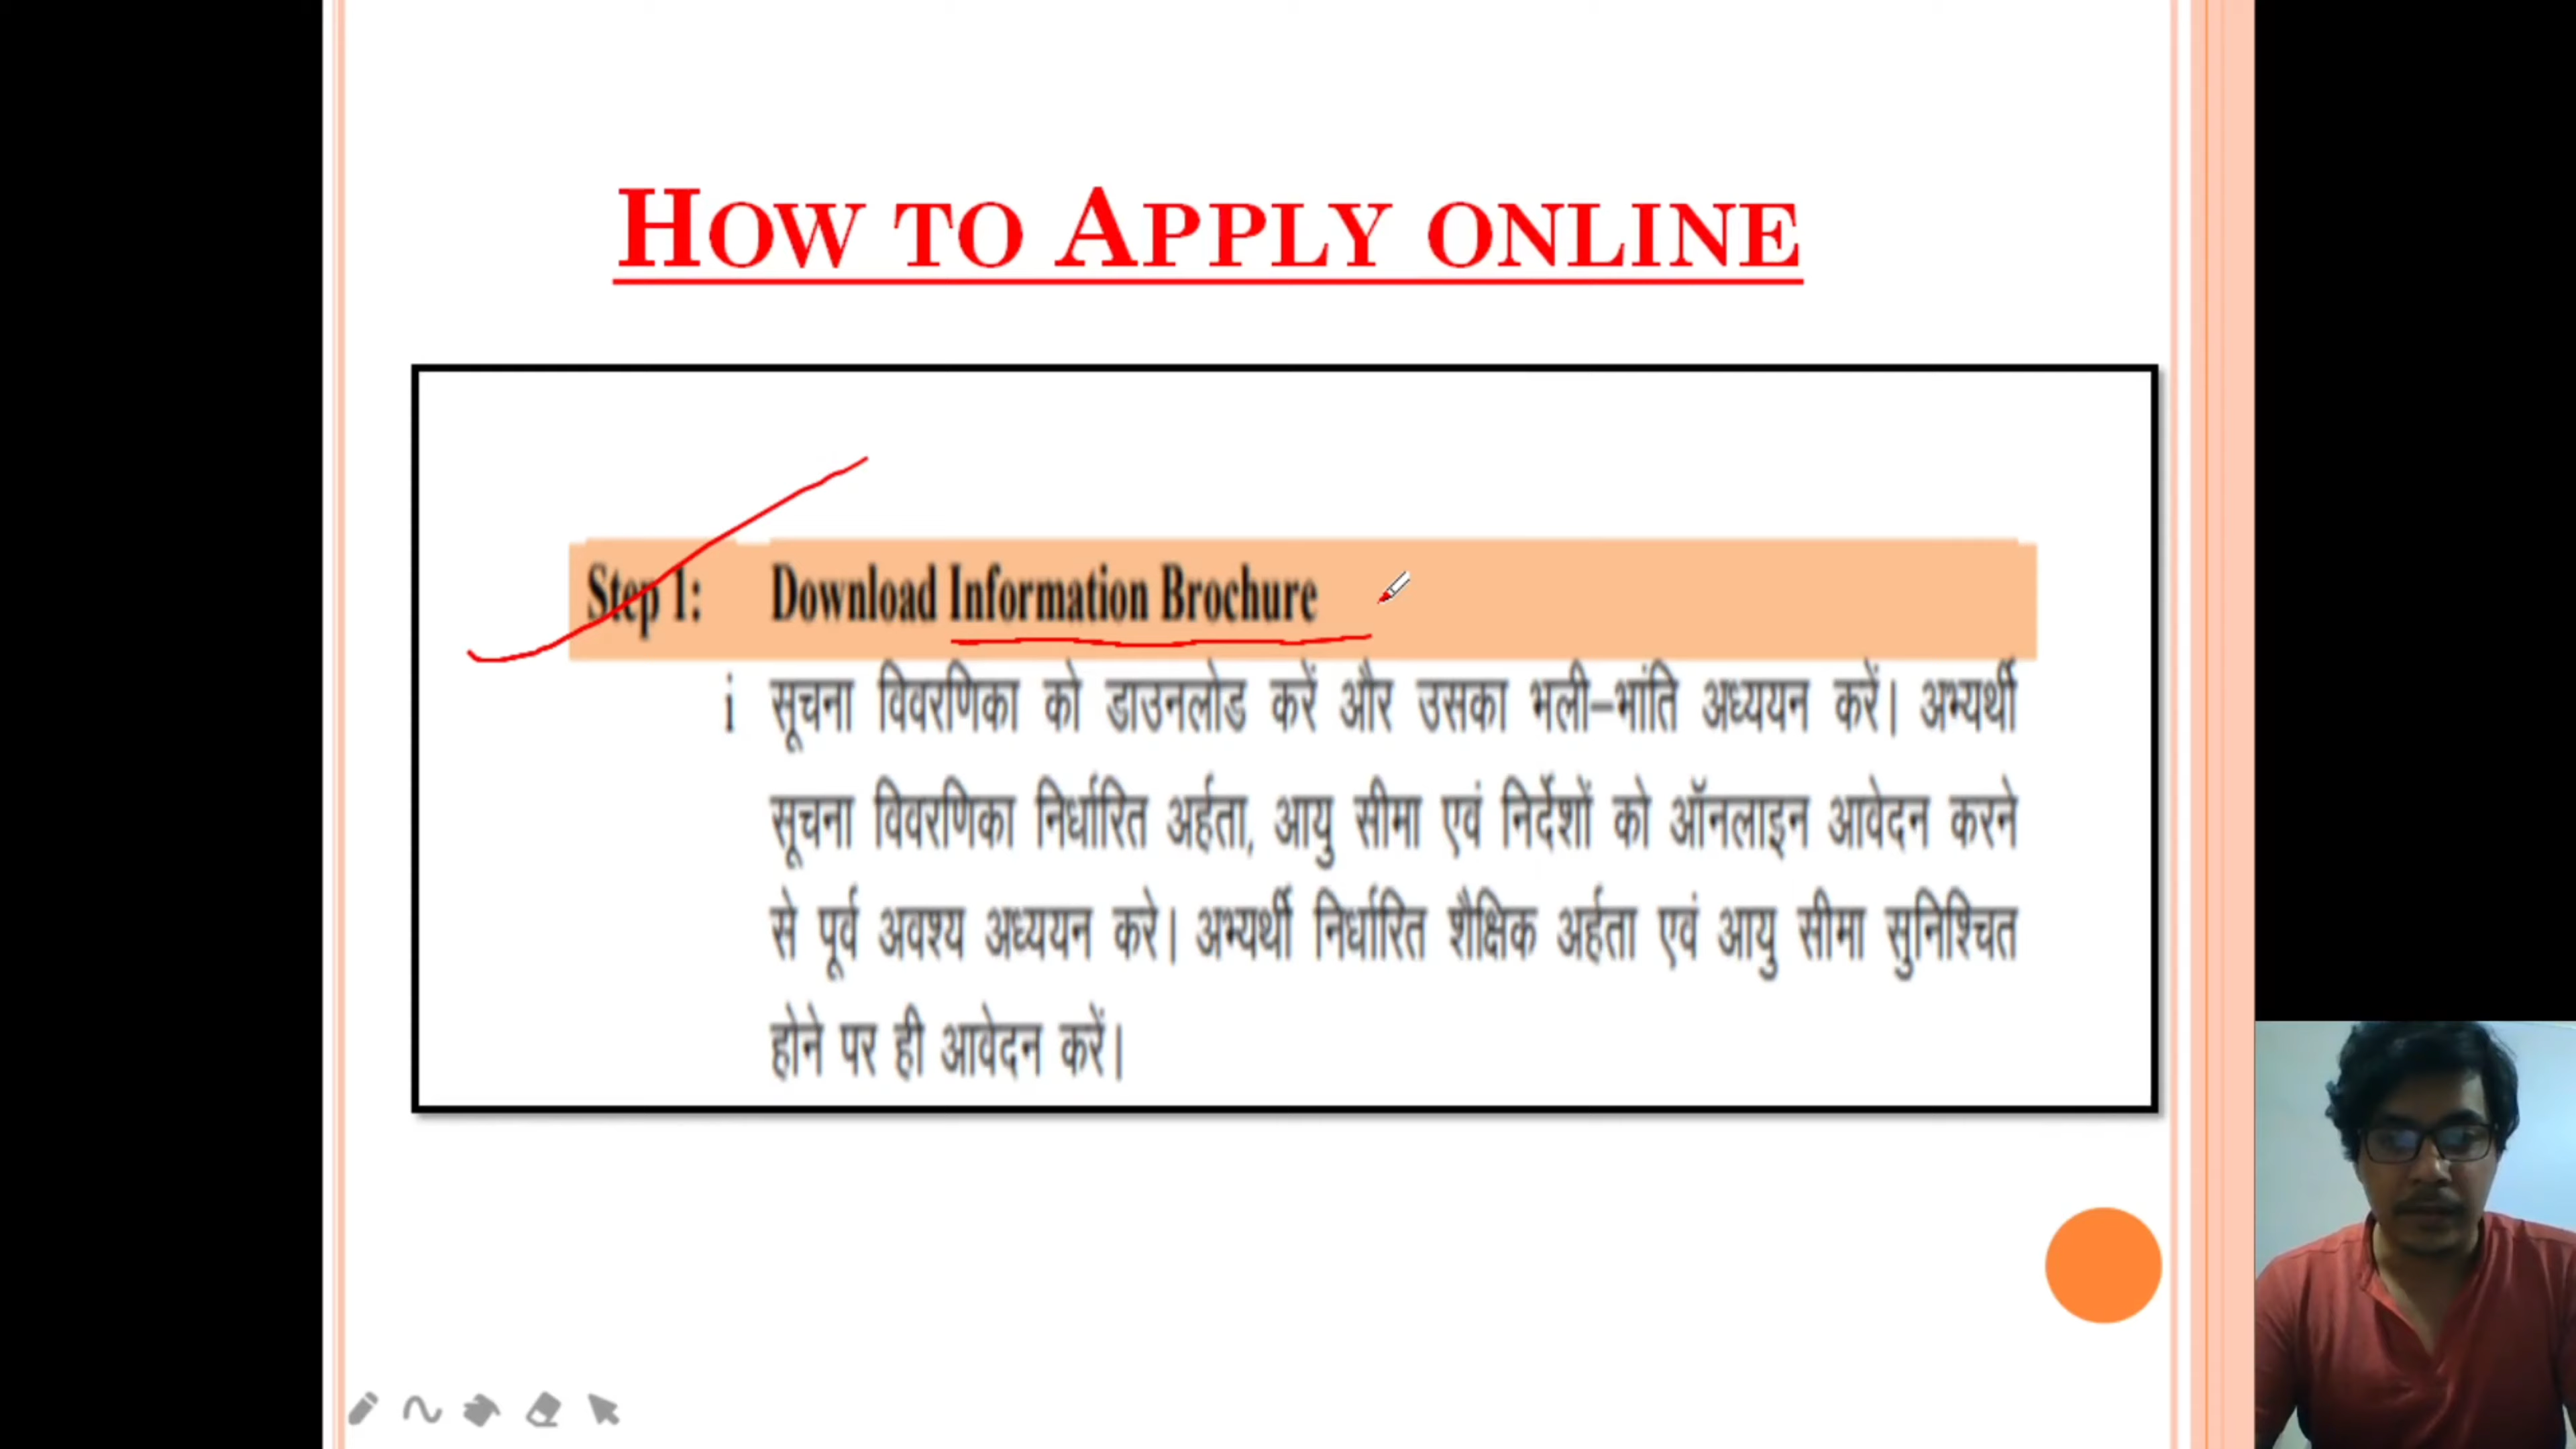 HOW TO APPLY ONLINE
Step 1: Download Information Brochure
i सूचना विवरणिका को डाउनलोड करें और उसका भली–भांति अध्ययन करें। अभ्यर्थी
सूचना विवरणिका निर्धारित अर्हता, आयु सीमा एवं निर्देशों को ऑनलाइन आवेदन करने
से पूर्व अवश्य अध्ययन करे। अभ्यर्थी निर्धारित शैक्षिक अर्हता एवं आयु सीमा सुनिश्चित
होने पर ही आवेदन करें।